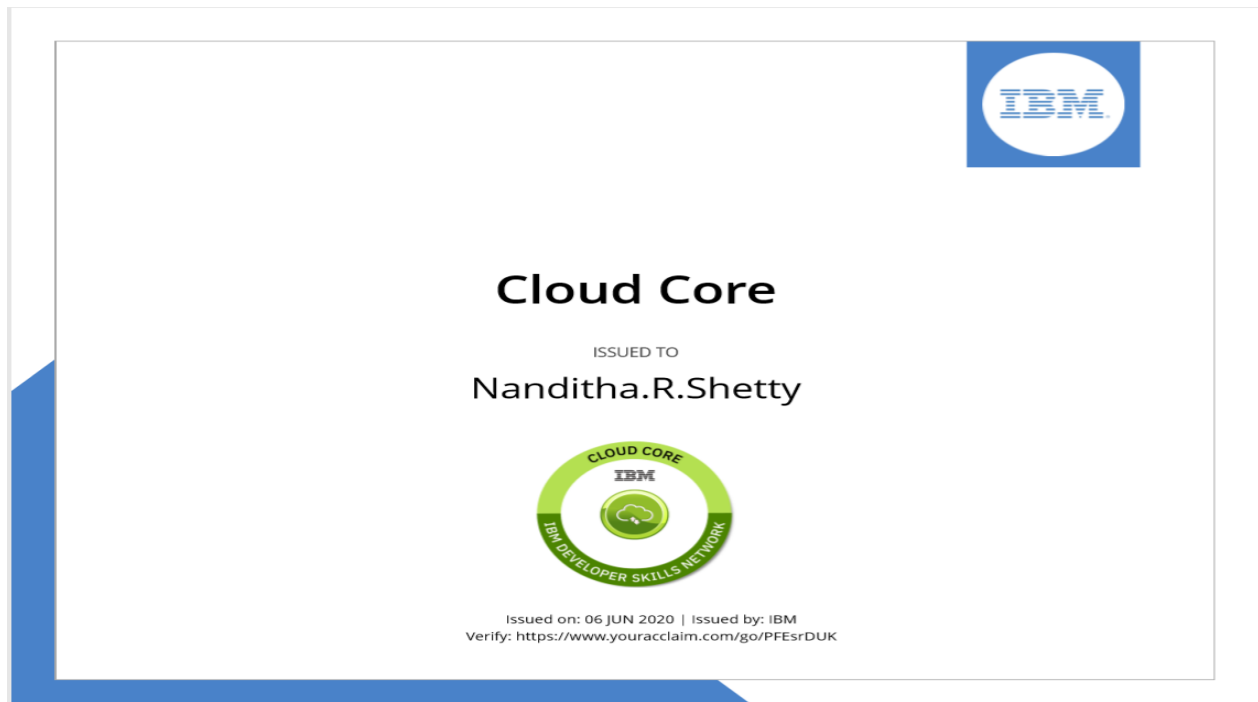 IBM.
Cloud Core
ISSUED TO
Nanditha.R.Shetty
CLOUD CORE
IBM
IBM DEVELOPER SKILLS NETWORK
Issued on: 06 JUN 2020 | Issued by: IBM
Verify: https://www.youracclaim.com/go/PFEsrDUK